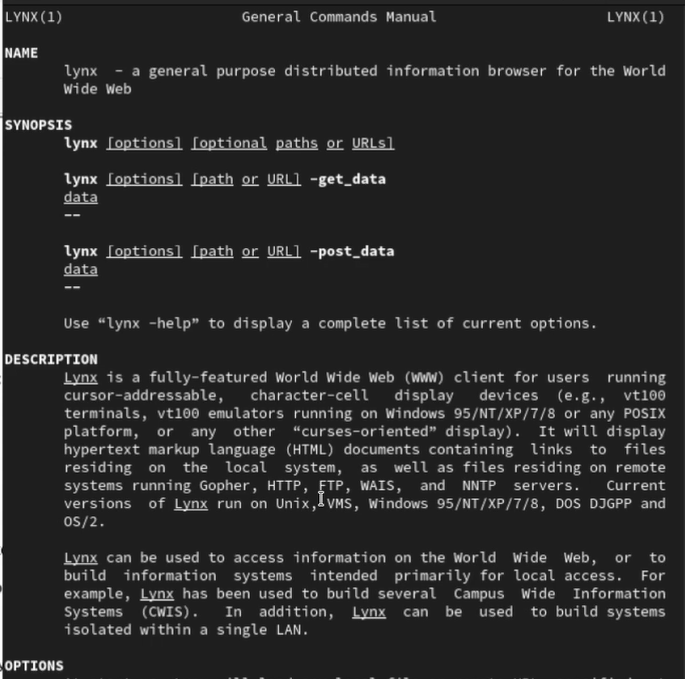 LYNX(1) General Commands Manual LYNX(1)
NAME
lynx - a general purpose distributed information browser for the World
Wide Web
SYNOPSIS
lynx [options] [optional paths or URLs]
lynx [options] [path or URL] -get_data
data
--
lynx [options] [path or URL] -post_data
data
--
Use “lynx -help” to display a complete list of current options.
DESCRIPTION
Lynx is a fully-featured World Wide Web (WWW) client for users running
cursor-addressable, character-cell display devices (e.g., vt100
terminals, vt100 emulators running on Windows 95/NT/XP/7/8 or any POSIX
platform, or any other “curses-oriented” display). It will display
hypertext markup language (HTML) documents containing links to files
residing on the local system, as well as files residing on remote
systems running Gopher, HTTP, FTP, WAIS, and NNTP servers. Current
versions of Lynx run on Unix, VMS, Windows 95/NT/XP/7/8, DOS DJGPP and
OS/2.
Lynx can be used to access information on the World Wide Web, or to
build information systems intended primarily for local access. For
example, Lynx has been used to build several Campus Wide Information
Systems (CWIS). In addition, Lynx can be used to build systems
isolated within a single LAN.
OPTIONS